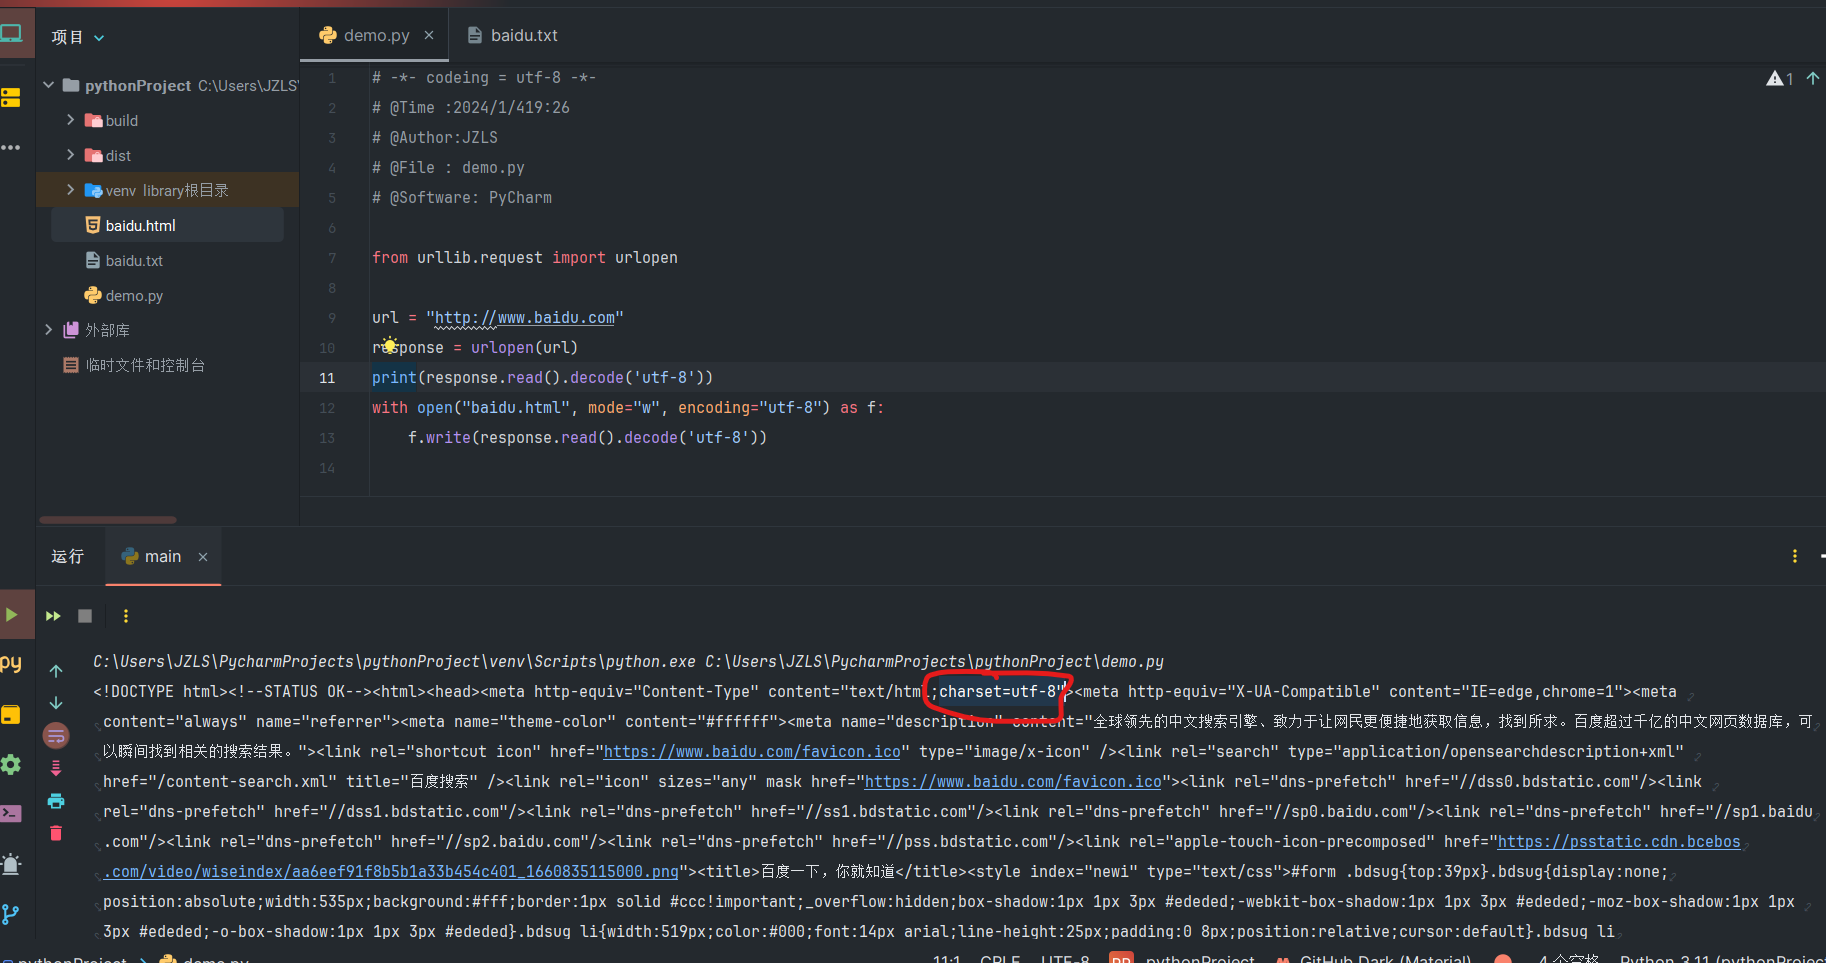 项目
demo.py
baidu.txt
pythonProject C:\Users\JZLS\
build
dist
venv library根目录
baidu.html
baidu.txt
demo.py
外部库
临时文件和控制台
1 # -*- codeing = utf-8 -*-
2 # @Time :2024/1/419:26
3 # @Author:JZLS
4 # @File : demo.py
5 # @Software: PyCharm
6
7 from urllib.request import urlopen
8
9 url = "http://www.baidu.com"
10 response = urlopen(url)
11 print(response.read().decode('utf-8'))
12 with open("baidu.html", mode="w", encoding="utf-8") as f:
13 f.write(response.read().decode('utf-8'))
14
1
运行
main
py
C:\Users\JZLS\PycharmProjects\pythonProject\venv\Scripts\python.exe C:\Users\JZLS\PycharmProjects\pythonProject\demo.py
<!DOCTYPE html><!--STATUS OK--><html><head><meta http-equiv="Content-Type" content="text/html;charset=utf-8"><meta http-equiv="X-UA-Compatible" content="IE=edge,chrome=1"><meta
content="always" name="referrer"><meta name="theme-color" content="#ffffff"><meta name="description" content="全球领先的中文搜索引擎、致力于让网民更便捷地获取信息，找到所求。百度超过千亿的中文网页数据库，可
以瞬间找到相关的搜索结果。"><link rel="shortcut icon" href="https://www.baidu.com/favicon.ico" type="image/x-icon" /><link rel="search" type="application/opensearchdescription+xml"
href="/content-search.xml" title="百度搜索" /><link rel="icon" sizes="any" mask href="https://www.baidu.com/favicon.ico"><link rel="dns-prefetch" href="//dss0.bdstatic.com"/><link
rel="dns-prefetch" href="//dss1.bdstatic.com"/><link rel="dns-prefetch" href="//ss1.bdstatic.com"/><link rel="dns-prefetch" href="//sp0.baidu.com"/><link rel="dns-prefetch" href="//sp1.baidu
.com"/><link rel="dns-prefetch" href="//sp2.baidu.com"/><link rel="dns-prefetch" href="//pss.bdstatic.com"/><link rel="apple-touch-icon-precomposed" href="https://psstatic.cdn.bcebos
.com/video/wiseindex/aa6eef91f8b5b1a33b454c401_1660835115000.png"><title>百度一下，你就知道</title><style index="newi" type="text/css">#form .bdsug{top:39px}.bdsug{display:none;
position:absolute;width:535px;background:#fff;border:1px solid #ccc!important;_overflow:hidden;box-shadow:1px 1px 3px #ededed;-webkit-box-shadow:1px 1px 3px #ededed;-moz-box-shadow:1px 1px
3px #ededed;-o-box-shadow:1px 1px 3px #ededed}.bdsug li{width:519px;color:#000;font:14px arial;line-height:25px;padding:0 8px;position:relative;cursor:default}.bdsug li
pythonProject demo.py 11:1 CRLF UTF-8 pythonProject GitHub Dark (Material) 4 个空格 Python 3.11 (pythonProject